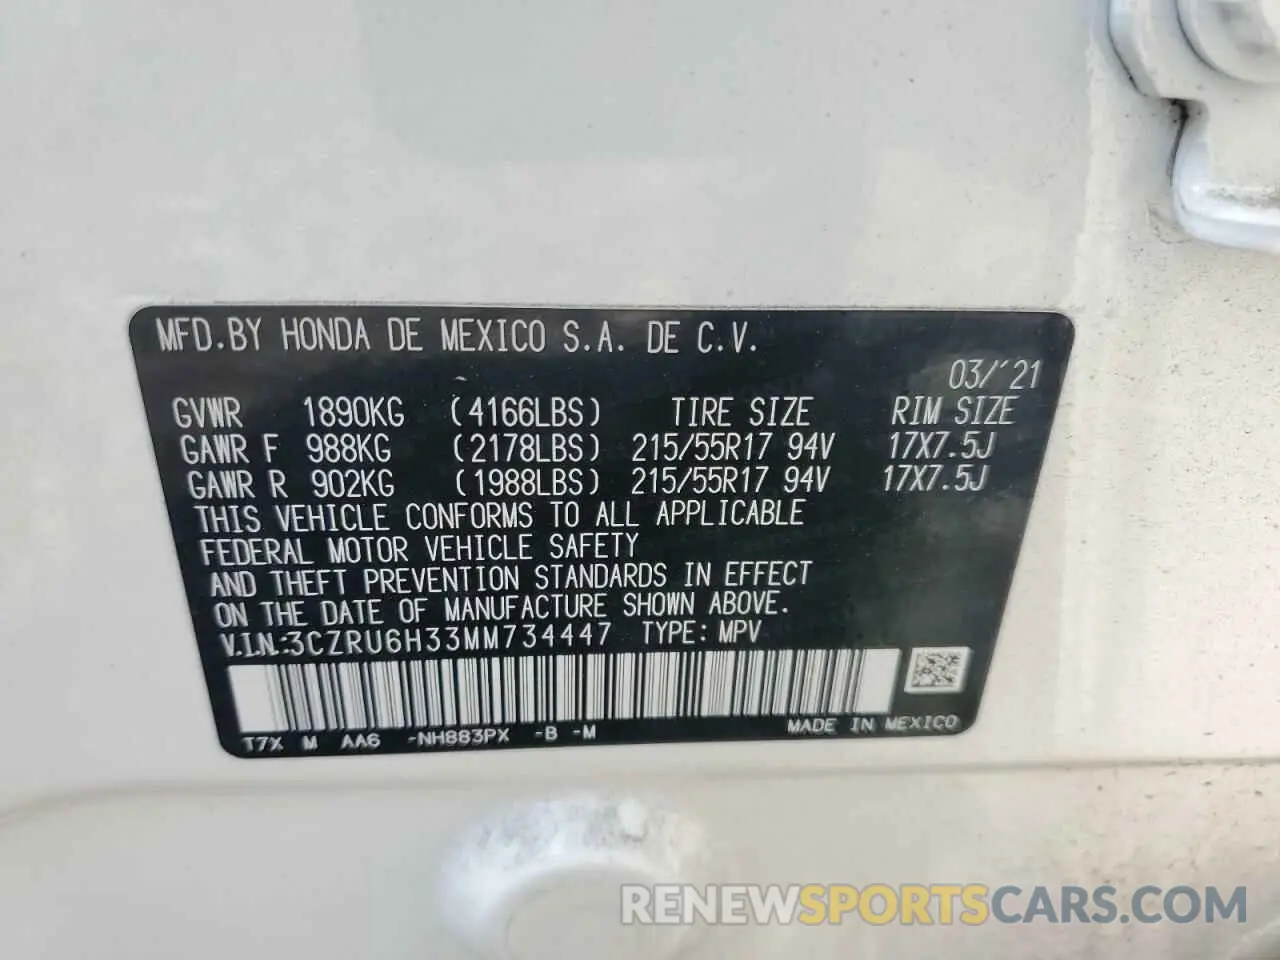 MFD.BY HONDA DE MEXICO S.A. DE C.V.
03/'21
GVWR 1890KG (4166LBS) TIRE SIZE RIM SIZE
GAWR F 988KG (2178LBS) 215/55R17 94V 17X7.5J
GAWR R 902KG (1988LBS) 215/55R17 94V 17X7.5J
THIS VEHICLE CONFORMS TO ALL APPLICABLE
FEDERAL MOTOR VEHICLE SAFETY
AND THEFT PREVENTION STANDARDS IN EFFECT
ON THE DATE OF MANUFACTURE SHOWN ABOVE.
V.I.N.:3CZRU6H33MM734447 TYPE: MPV
T7X M AA6 -NH883PX -B -M MADE IN MEXICO
RENEWSPORTSCARS.COM